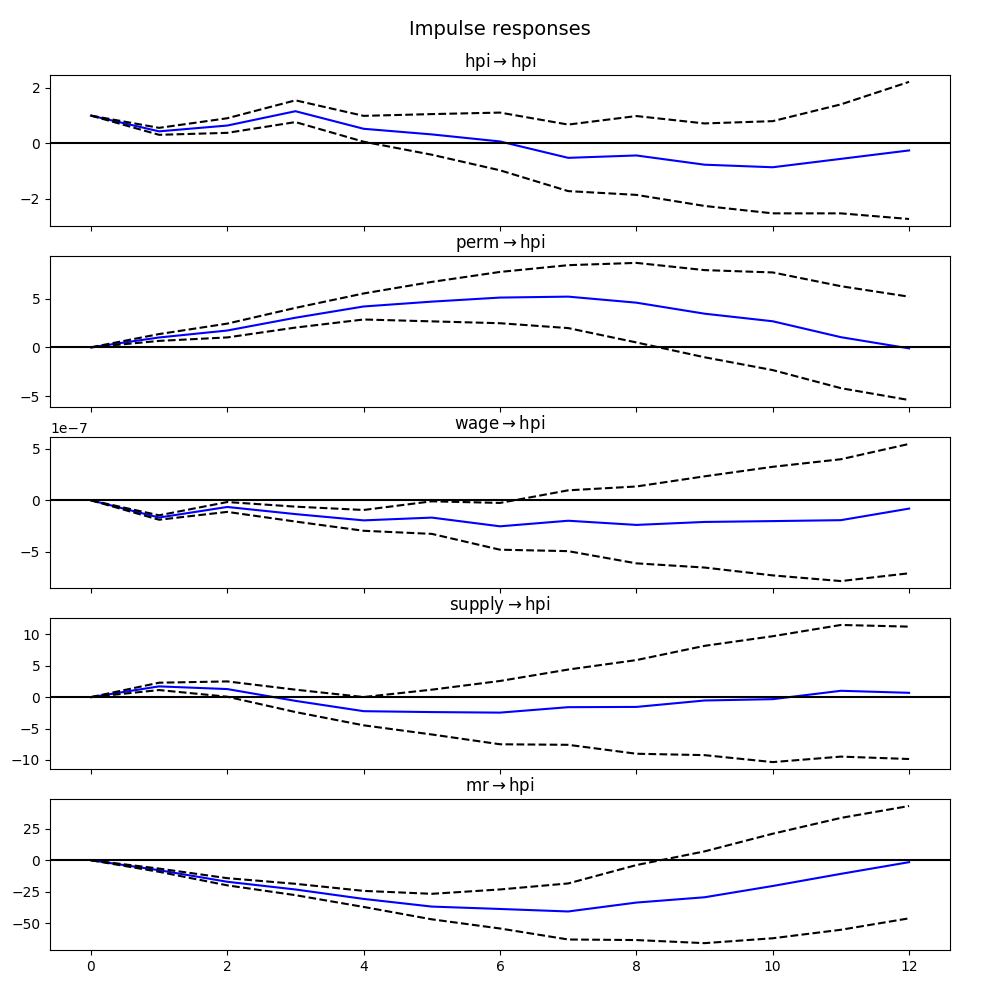 Impulse responses
hpi → hpi
2
0
−2
perm → hpi
5
0
−5
wage → hpi
1e−7
5
0
−5
supply → hpi
10
5
0
−5
−10
mr → hpi
25
0
−25
−50
0 2 4 6 8 10 12